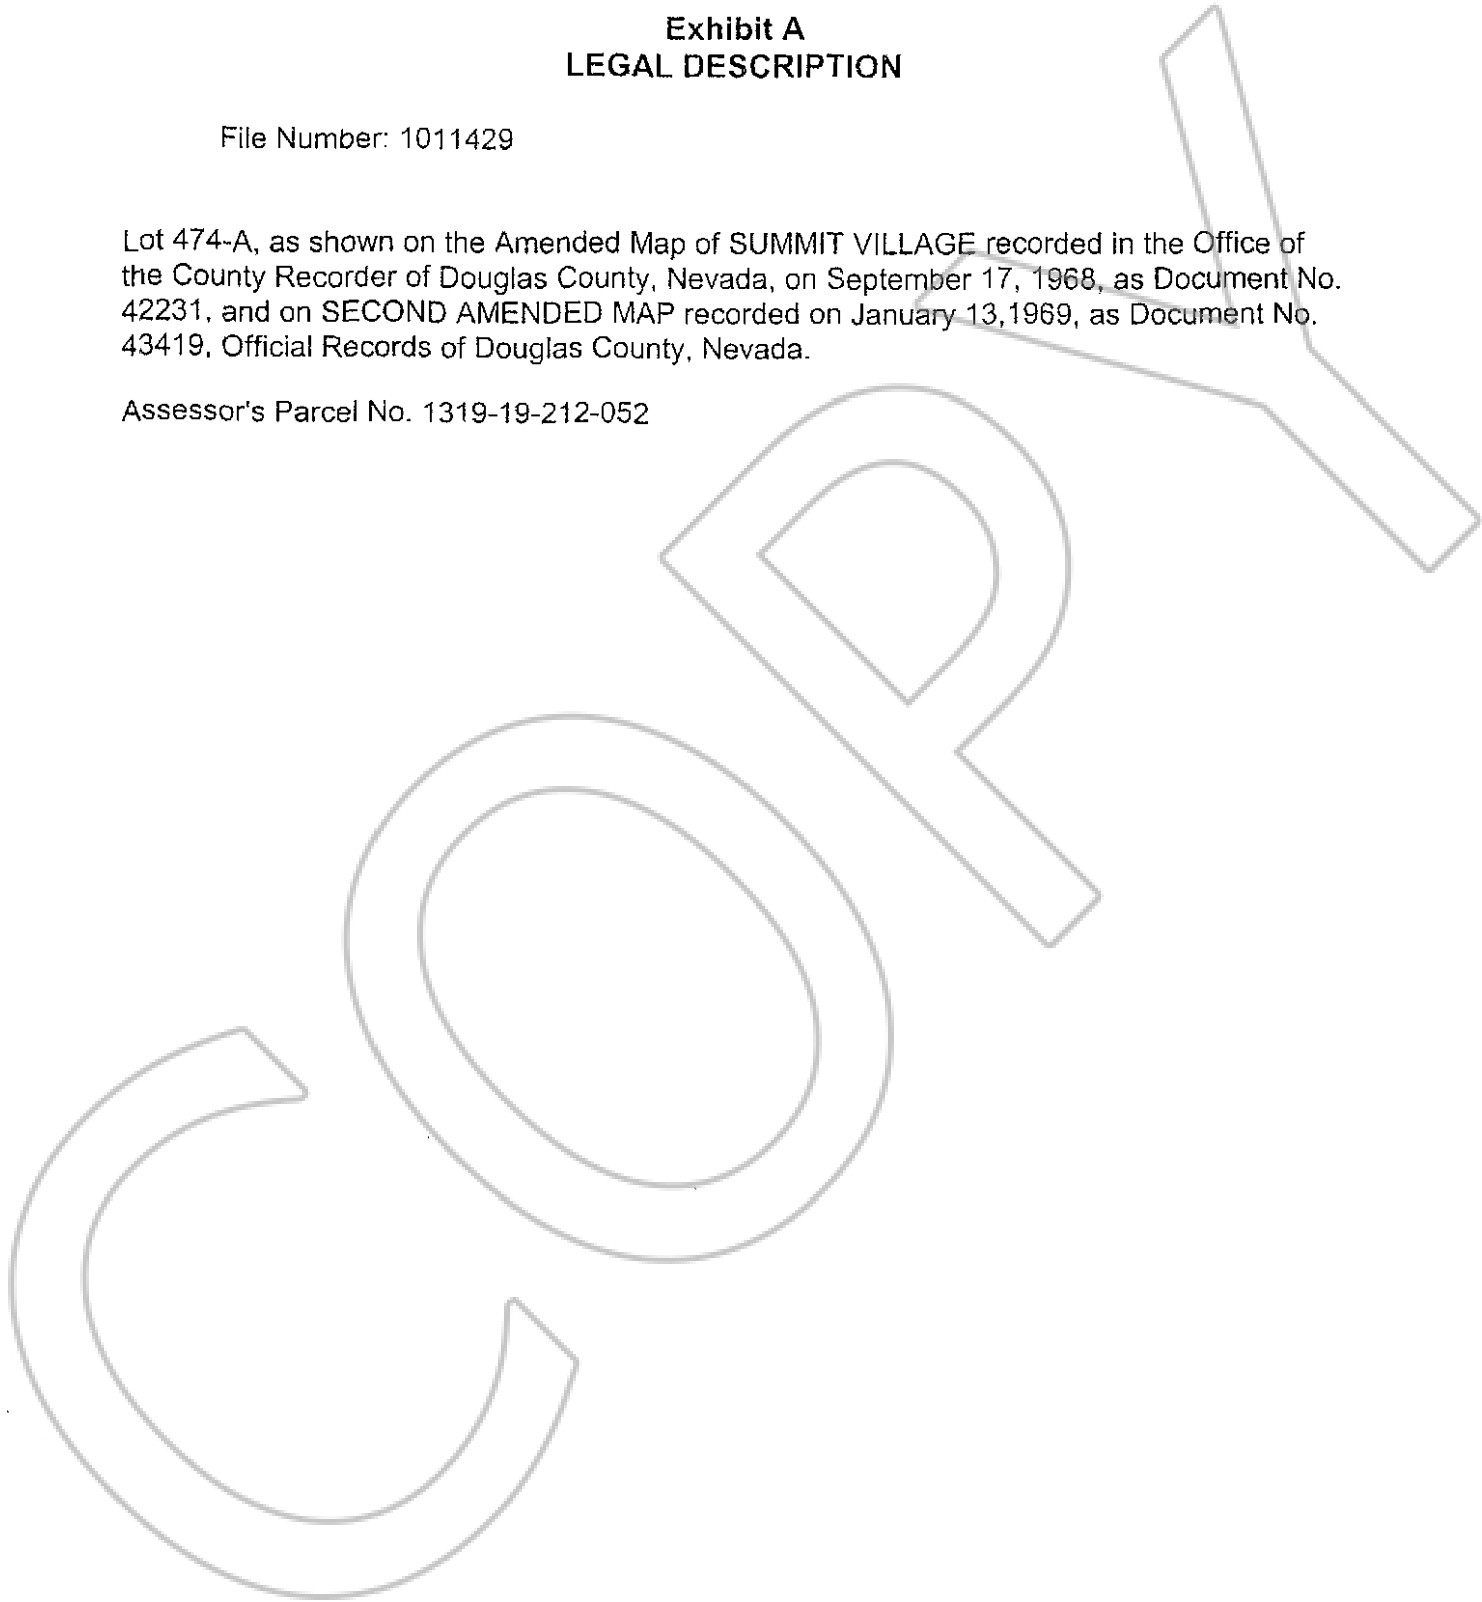 Exhibit A
LEGAL DESCRIPTION
File Number: 1011429
Lot 474-A, as shown on the Amended Map of SUMMIT VILLAGE recorded in the Office of
the County Recorder of Douglas County, Nevada, on September 17, 1968, as Document No.
42231, and on SECOND AMENDED MAP recorded on January 13,1969, as Document No.
43419, Official Records of Douglas County, Nevada.
Assessor's Parcel No. 1319-19-212-052
COPY